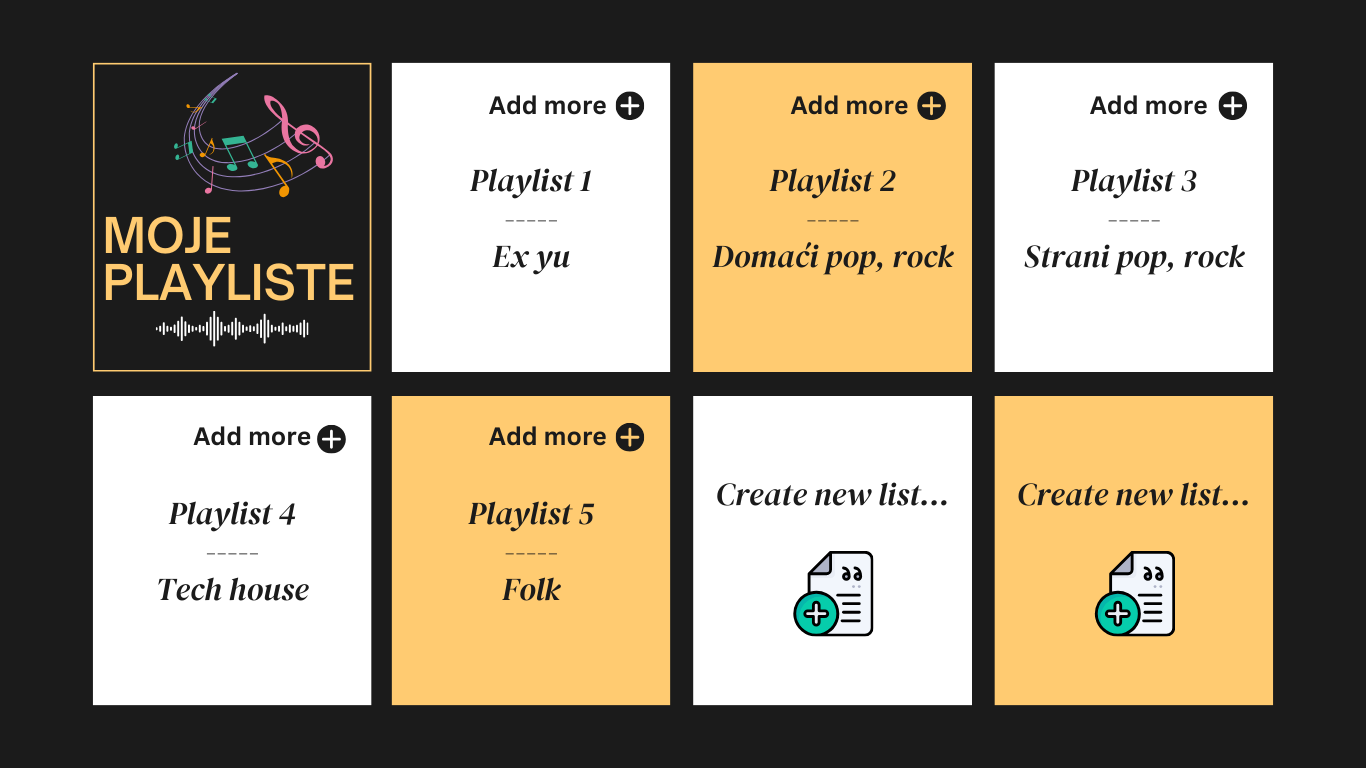 MOJE
PLAYLISTE
Add more
Playlist 1
-----
Ex yu
Add more
Playlist 2
-----
Domaći pop, rock
Add more
Playlist 3
-----
Strani pop, rock
Add more
Playlist 4
-----
Tech house
Add more
Playlist 5
-----
Folk
Create new list...
Create new list...